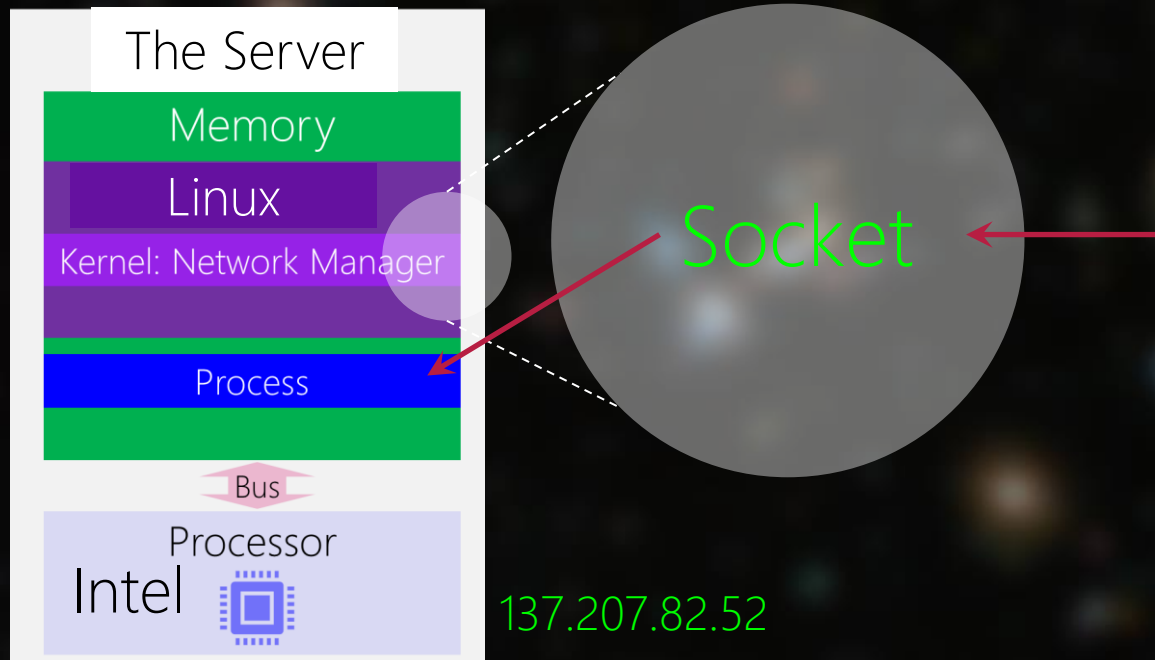 The Server
Memory
Linux
Kernel: Network Manager
Socket
Process
Bus
Processor
Intel
137.207.82.52